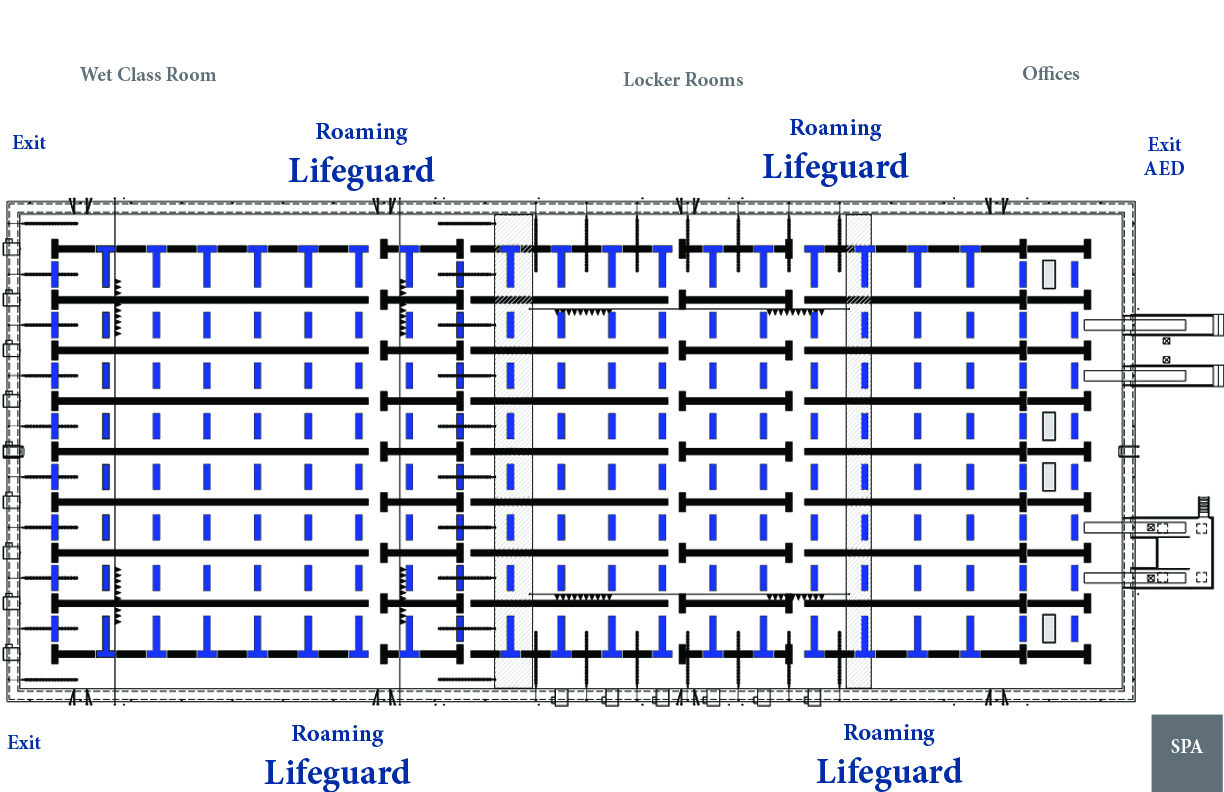 Wet Class Room
Locker Rooms
Offices
Exit
Roaming
Lifeguard
Roaming
Lifeguard
Exit
AED
Exit
Roaming
Lifeguard
Roaming
Lifeguard
SPA